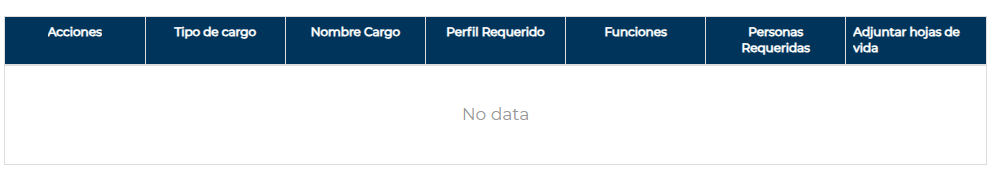 Acciones
Tipo de cargo
Nombre Cargo
Perfil Requerido
Funciones
Personas
Requeridas
Adjuntar hojas de
vida
No data